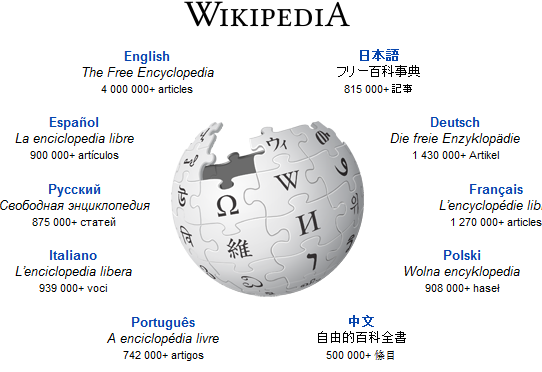 WIKIPEDIA
English
The Free Encyclopedia
4 000 000+ articles
日本語
フリー百科事典
815 000+ 記事
Español
La enciclopedia libre
900 000+ artículos
Deutsch
Die freie Enzyklopädie
1 430 000+ Artikel
Русский
Свободная энциклопедия
875 000+ статей
Français
L'encyclopédie lib
1 270 000+ articles
Italiano
L'enciclopedia libera
939 000+ voci
Polski
Wolna encyklopedia
908 000+ haseł
Português
A enciclopédia livre
742 000+ artigos
中文
自由的百科全書
500 000+ 條目
ウィ
W
Ω
И
維